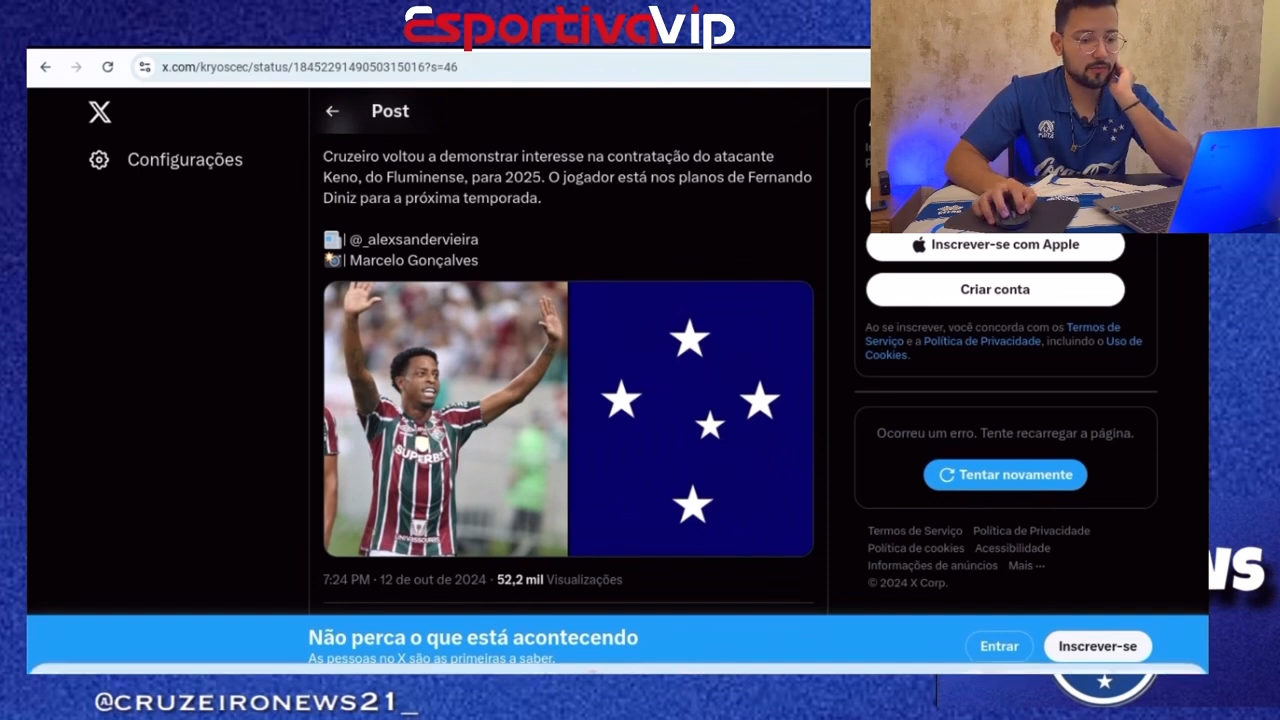 EsportivaVip
x.com/kryoscec/status/1845229149050315016?s=46
Post
Configurações
Cruzeiro voltou a demonstrar interesse na contratação do atacante
Keno, do Fluminense, para 2025. O jogador está nos planos de Fernando
Diniz para a próxima temporada.
| @_alexsandervieira
| Marcelo Gonçalves
SUPERBET
UNIVASSOURAS
7:24 PM · 12 de out de 2024 · 52,2 mil Visualizações
Coca-Cola
Inscrever-se com Apple
Criar conta
Ao se inscrever, você concorda com os Termos de
Serviço e a Política de Privacidade, incluindo o Uso de
Cookies.
Ocorreu um erro. Tente recarregar a página.
Tentar novamente
Termos de Serviço Política de Privacidade
Política de cookies Acessibilidade
Informações de anúncios Mais ···
© 2024 X Corp.
Não perca o que está acontecendo
As pessoas no X são as primeiras a saber.
Entrar
Inscrever-se
WS
@CRUZEIRONEWS21_